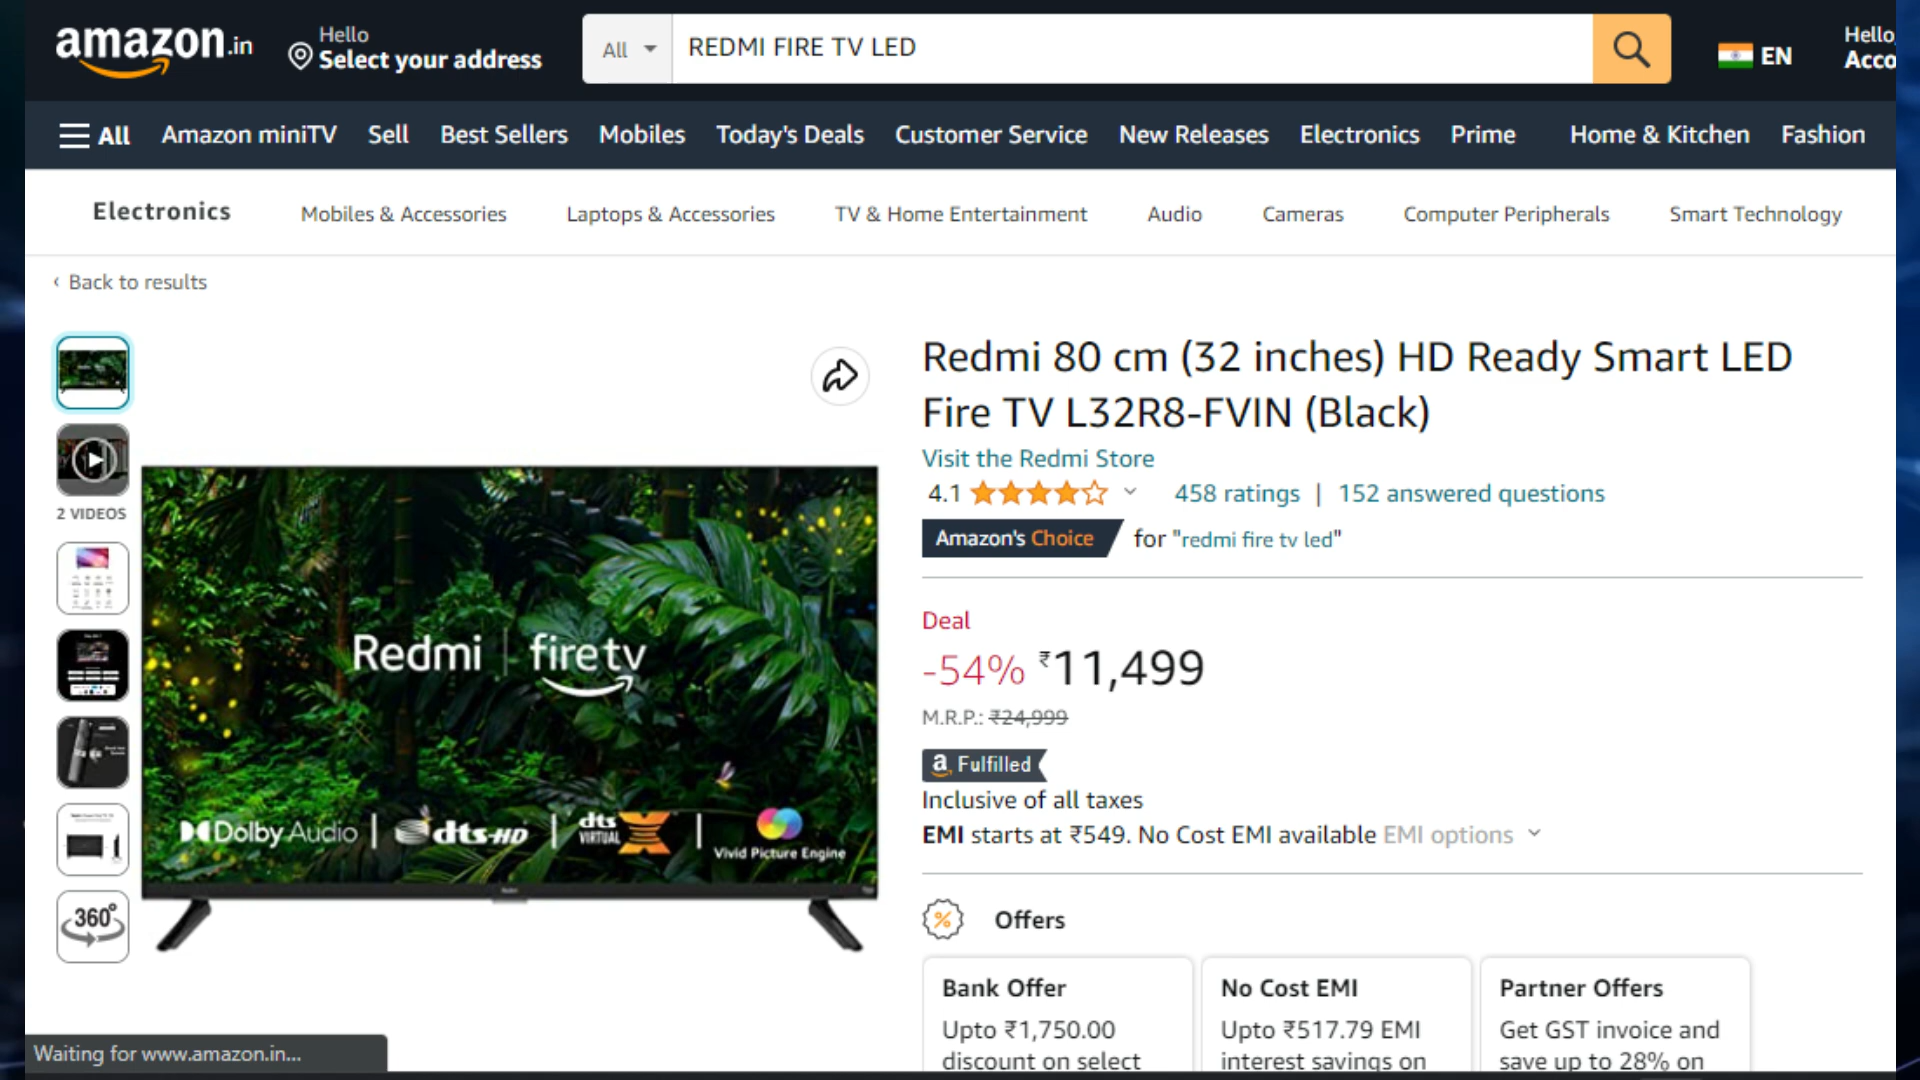 amazon.in
Hello
Select your address
All
REDMI FIRE TV LED
EN
Hello,
Acco
All
Amazon miniTV
Sell
Best Sellers
Mobiles
Today's Deals
Customer Service
New Releases
Electronics
Prime
Home & Kitchen
Fashion
Electronics
Mobiles & Accessories
Laptops & Accessories
TV & Home Entertainment
Audio
Cameras
Computer Peripherals
Smart Technology
‹ Back to results
2 VIDEOS
360°
Redmi | fire tv
Dolby Audio | dts-HD | dts VIRTUAL X | Vivid Picture Engine
Redmi
Redmi 80 cm (32 inches) HD Ready Smart LED
Fire TV L32R8-FVIN (Black)
Visit the Redmi Store
4.1
458 ratings | 152 answered questions
Amazon's Choice for "redmi fire tv led"
Deal
-54% ₹11,499
M.R.P.: ₹24,999
a Fulfilled
Inclusive of all taxes
EMI starts at ₹549. No Cost EMI available EMI options
% Offers
Bank Offer
Upto ₹1,750.00
discount on select
No Cost EMI
Upto ₹517.79 EMI
interest savings on
Partner Offers
Get GST invoice and
save up to 28% on
Waiting for www.amazon.in...